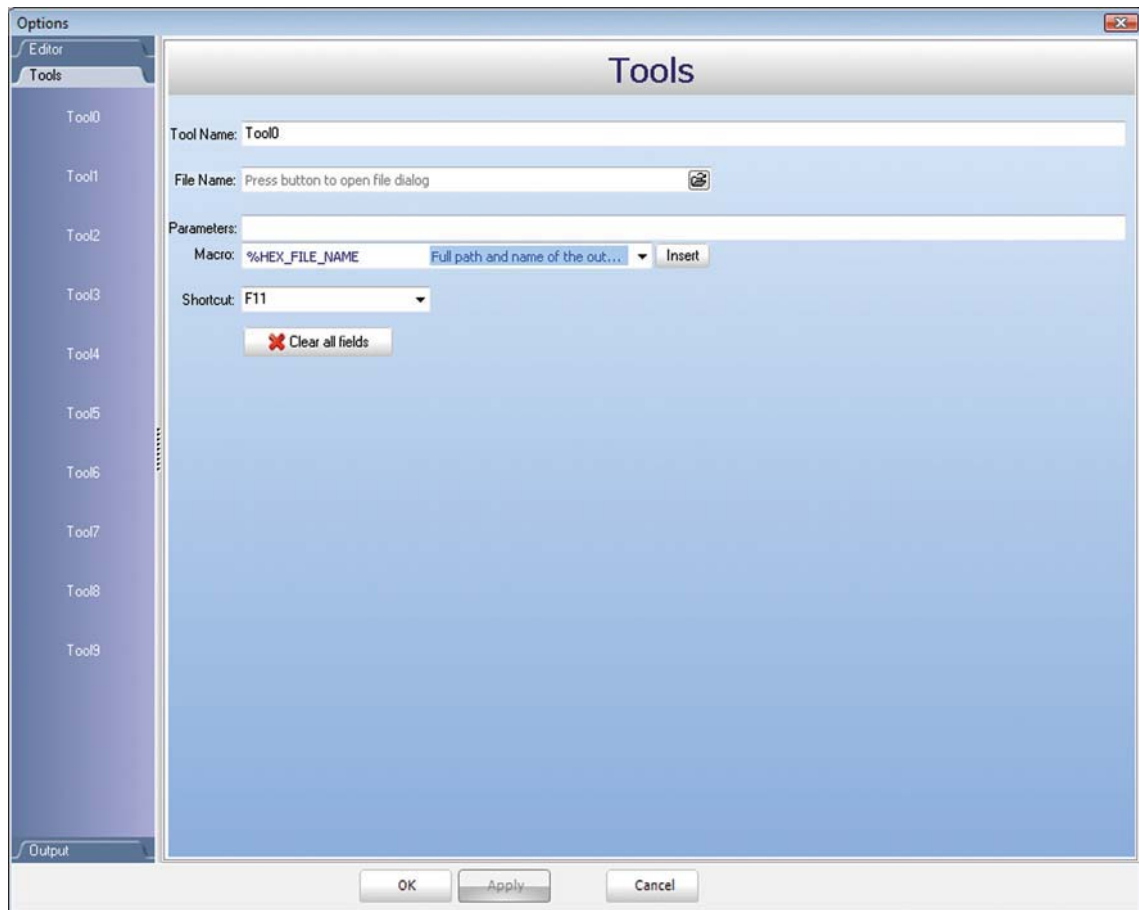 Options
Editor
Tools
Tool0
Tool1
Tool2
Tool3
Tool4
Tool5
Tool6
Tool7
Tool8
Tool9
Output
Tools
Tool Name: Tool0
File Name: Press button to open file dialog
Parameters:
Macro: %HEX_FILE_NAME Full path and name of the out... Insert
Shortcut: F11
Clear all fields
OK Apply Cancel